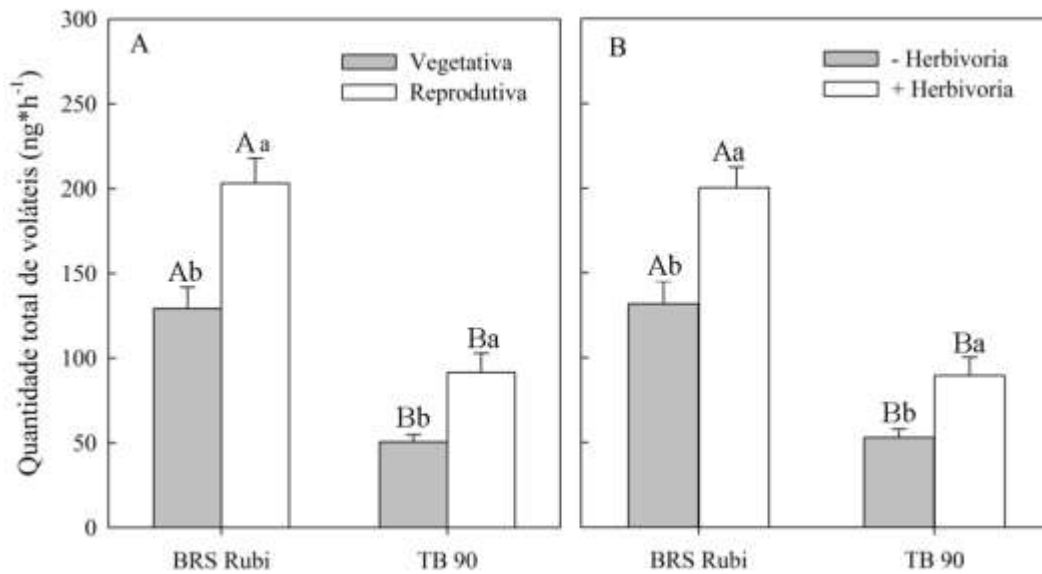 Quantidade total de voláteis (ng*h⁻¹)
300
250
200
150
100
50
0
A
Vegetativa
Reprodutiva
Ab
A a
Bb
Ba
BRS Rubi
TB 90
B
- Herbivoria
+ Herbivoria
Ab
Aa
Bb
Ba
BRS Rubi
TB 90